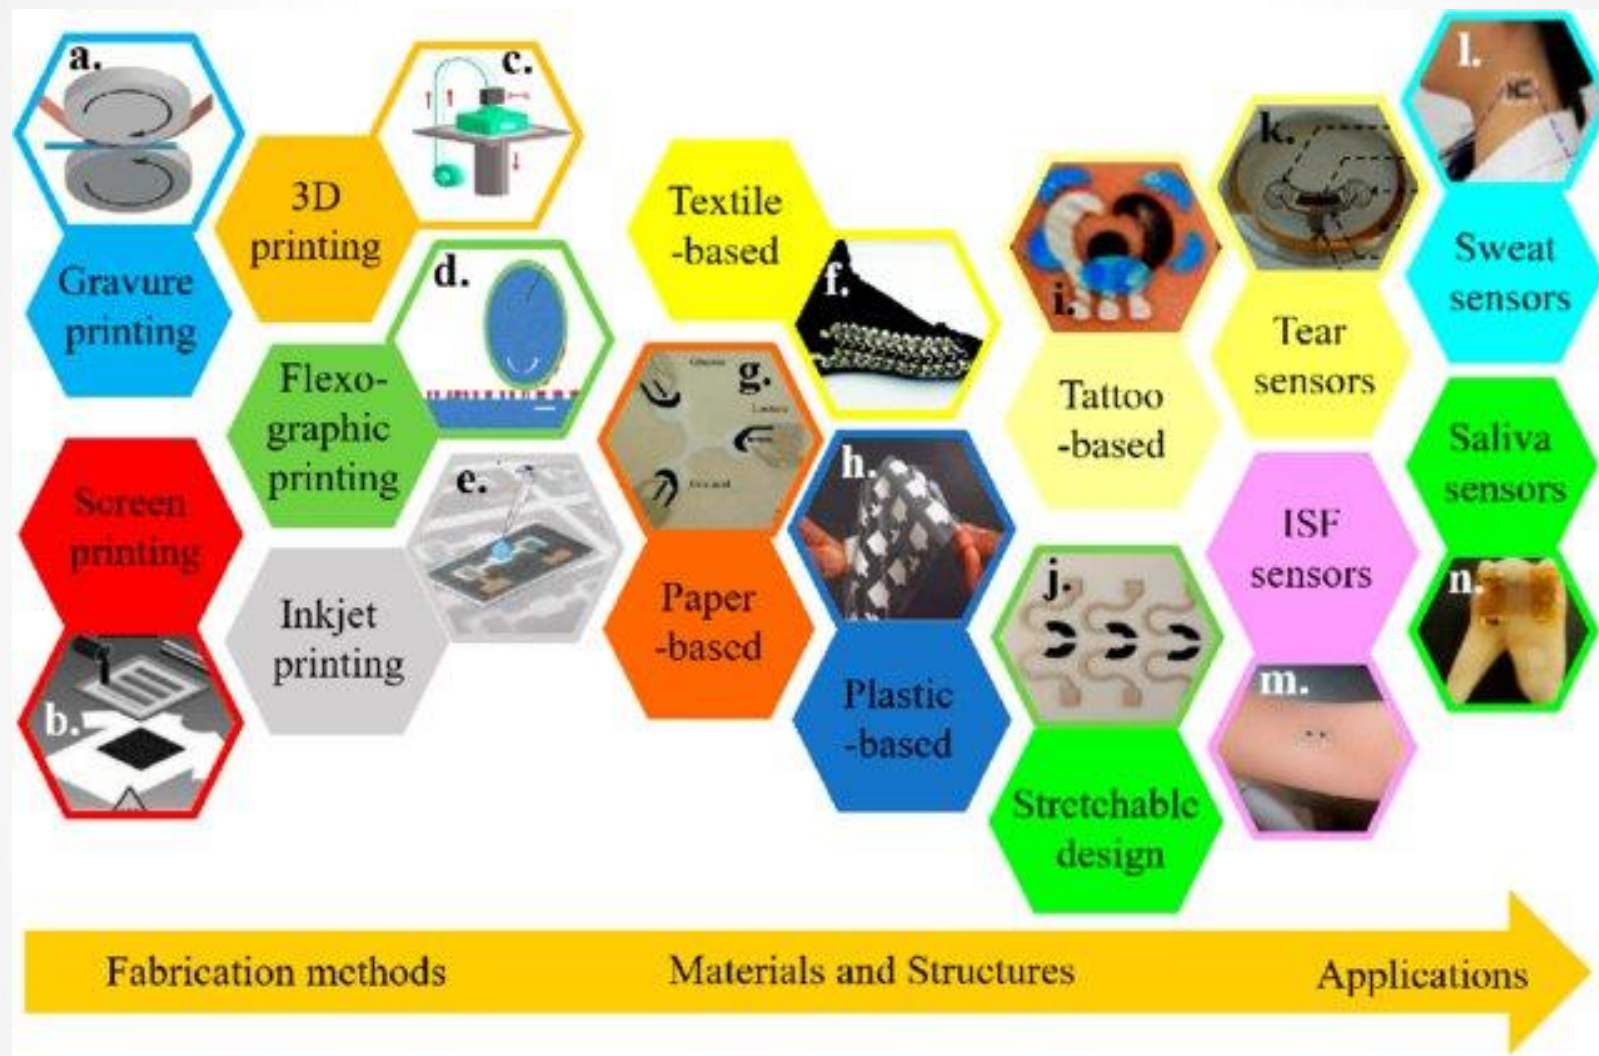 a.
Gravure
printing
Screen
printing
b.
3D
printing
c.
d.
Flexo-
graphic
printing
e.
Inkjet
printing
Textile
-based
f.
g.
Paper
-based
h.
Plastic
-based
i.
Tattoo
-based
j.
Stretchable
design
k.
Tear
sensors
ISF
sensors
m.
l.
Sweat
sensors
Saliva
sensors
n.
Fabrication methods
Materials and Structures
Applications